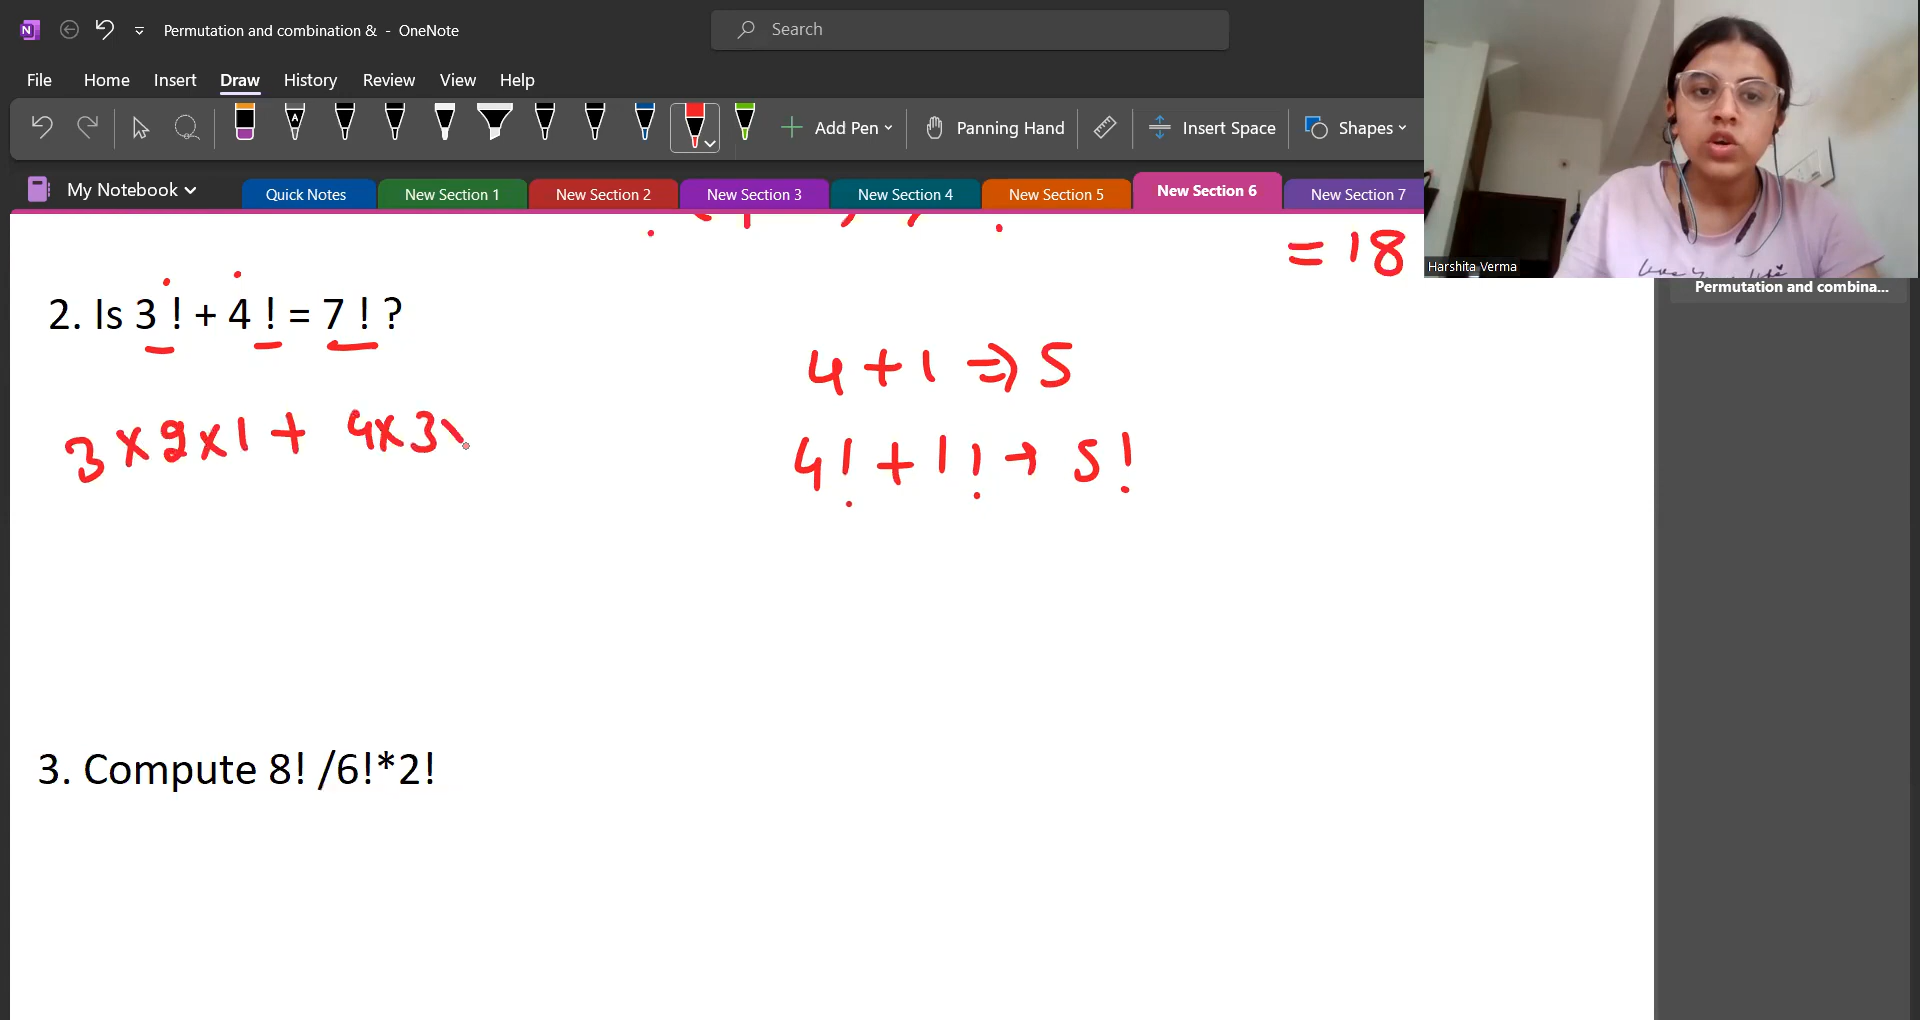 Permutation and combination & - OneNote
Search
File Home Insert Draw History Review View Help
Add Pen Panning Hand Insert Space Shapes
My Notebook Quick Notes New Section 1 New Section 2 New Section 3 New Section 4 New Section 5 New Section 6 New Section 7
Harshita Verma
Permutation and combina...
= 18
2. Is 3 ! + 4 ! = 7 ! ?
4 + 1 ⇒ 5
3 × 2 × 1 + 4 × 3
4! + 1! → 5!
3. Compute 8! /6!*2!